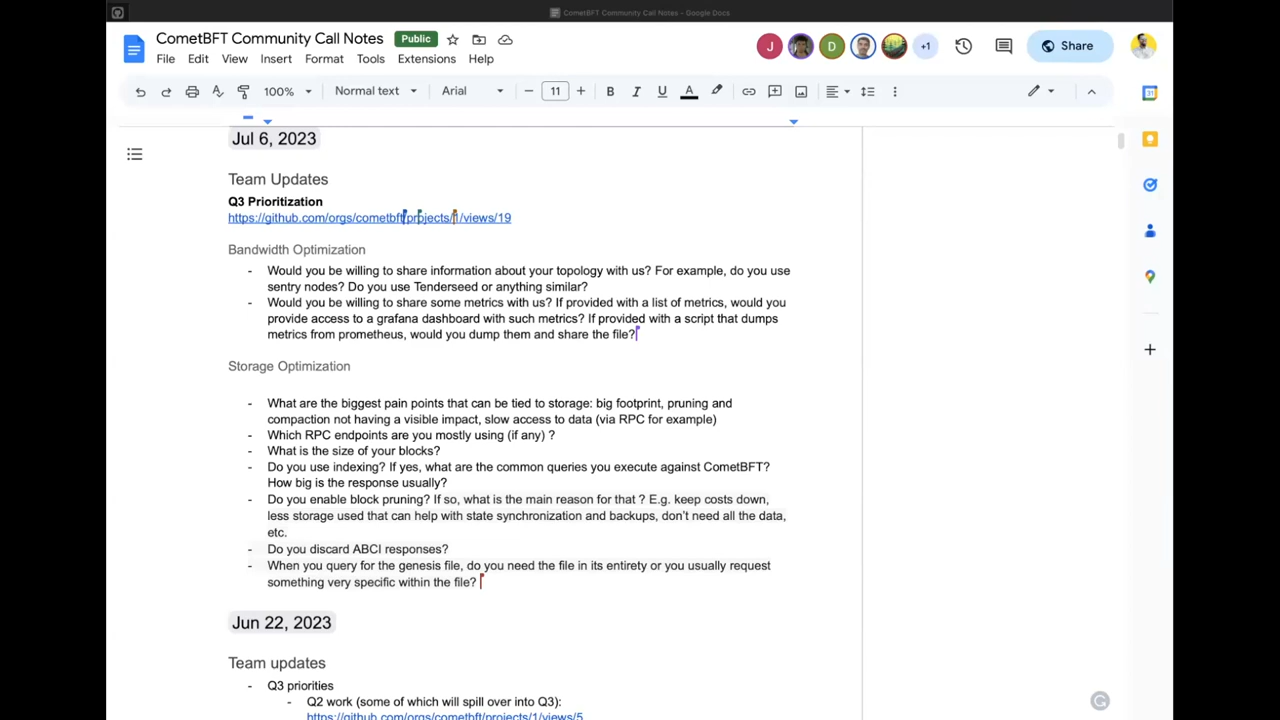 CometBFT Community Call Notes - Google Docs
CometBFT Community Call Notes Public
J D +1 Share
File Edit View Insert Format Tools Extensions Help
100% Normal text Arial 11 B I U A
Jul 6, 2023
Team Updates
Q3 Prioritization
https://github.com/orgs/cometbft/projects/1/views/19
Bandwidth Optimization
- Would you be willing to share information about your topology with us? For example, do you use
sentry nodes? Do you use Tenderseed or anything similar?
- Would you be willing to share some metrics with us? If provided with a list of metrics, would you
provide access to a grafana dashboard with such metrics? If provided with a script that dumps
metrics from prometheus, would you dump them and share the file?
Storage Optimization
- What are the biggest pain points that can be tied to storage: big footprint, pruning and
compaction not having a visible impact, slow access to data (via RPC for example)
- Which RPC endpoints are you mostly using (if any) ?
- What is the size of your blocks?
- Do you use indexing? If yes, what are the common queries you execute against CometBFT?
How big is the response usually?
- Do you enable block pruning? If so, what is the main reason for that ? E.g. keep costs down,
less storage used that can help with state synchronization and backups, don't need all the data,
etc.
- Do you discard ABCI responses?
- When you query for the genesis file, do you need the file in its entirety or you usually request
something very specific within the file?
Jun 22, 2023
Team updates
- Q3 priorities
- Q2 work (some of which will spill over into Q3):
https://github.com/orgs/cometbft/projects/1/views/5